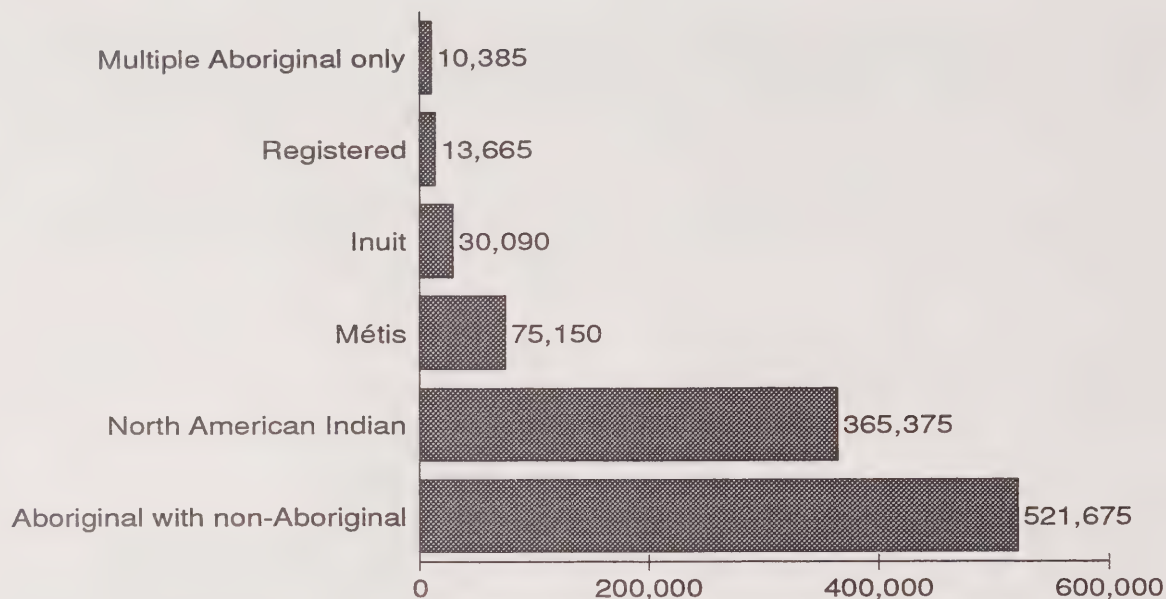 Multiple Aboriginal only 10,385
Registered 13,665
Inuit 30,090
Métis 75,150
North American Indian 365,375
Aboriginal with non-Aboriginal 521,675
0 200,000 400,000 600,000